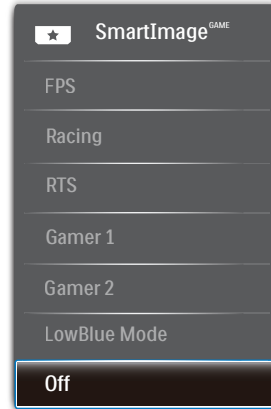 SmartImage GAME
FPS
Racing
RTS
Gamer 1
Gamer 2
LowBlue Mode
Off